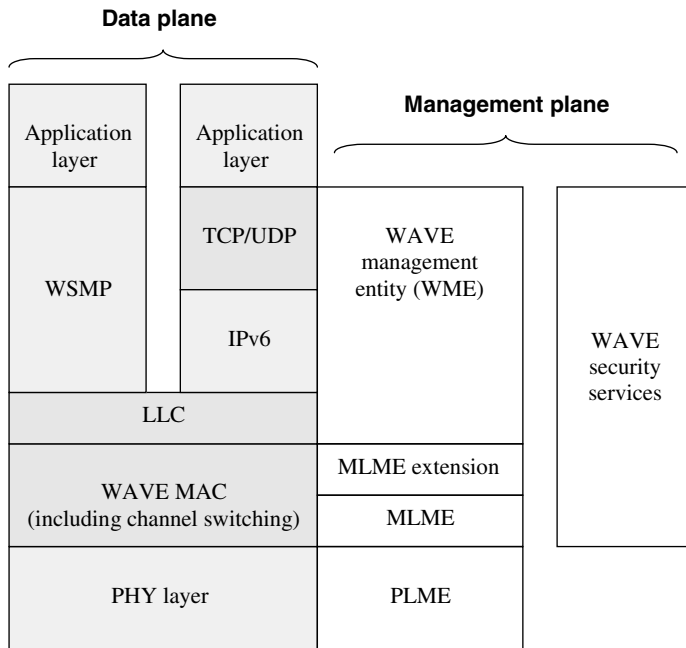 Data plane
Management plane
Application
layer
Application
layer
WSMP
TCP/UDP
IPv6
WAVE
management
entity (WME)
WAVE
security
services
LLC
WAVE MAC
(including channel switching)
MLME extension
MLME
PHY layer
PLME